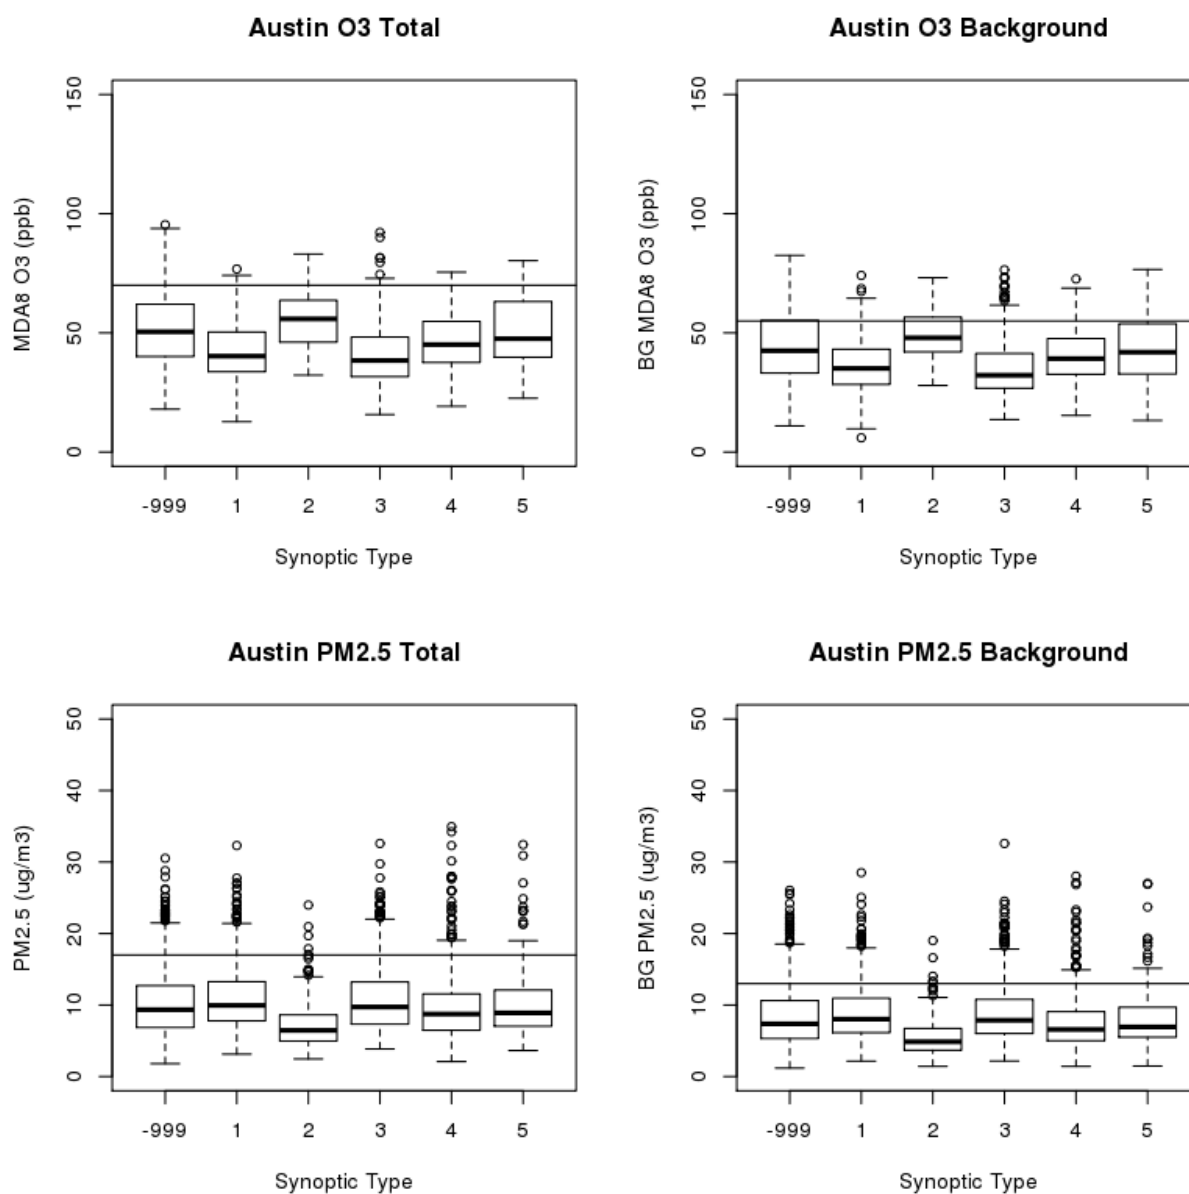 Austin O3 Total
150
100
50
0
MDA8 O3 (ppb)
-999 1 2 3 4 5
Synoptic Type
Austin O3 Background
150
100
50
0
BG MDA8 O3 (ppb)
-999 1 2 3 4 5
Synoptic Type
Austin PM2.5 Total
50
40
30
20
10
0
PM2.5 (ug/m3)
-999 1 2 3 4 5
Synoptic Type
Austin PM2.5 Background
50
40
30
20
10
0
BG PM2.5 (ug/m3)
-999 1 2 3 4 5
Synoptic Type